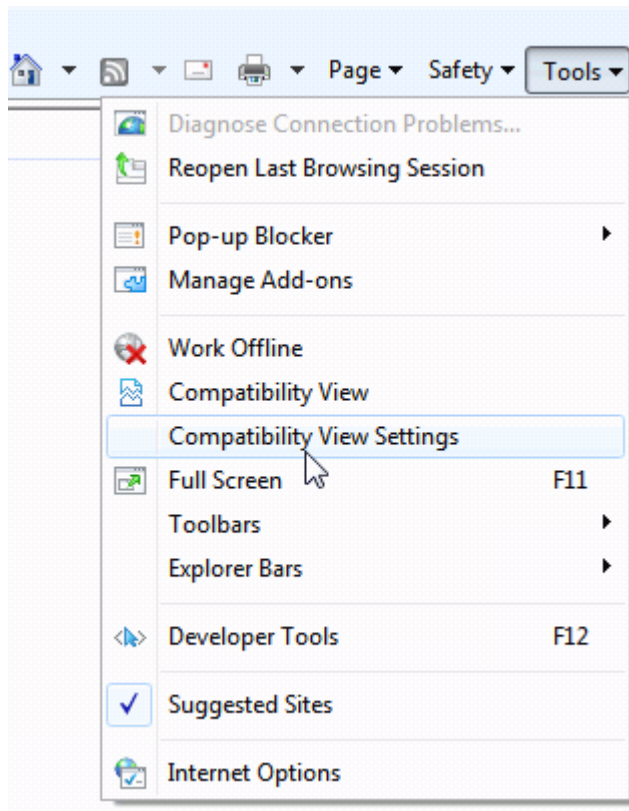 Page Safety Tools
Diagnose Connection Problems...
Reopen Last Browsing Session
Pop-up Blocker
Manage Add-ons
Work Offline
Compatibility View
Compatibility View Settings
Full Screen F11
Toolbars
Explorer Bars
Developer Tools F12
Suggested Sites
Internet Options